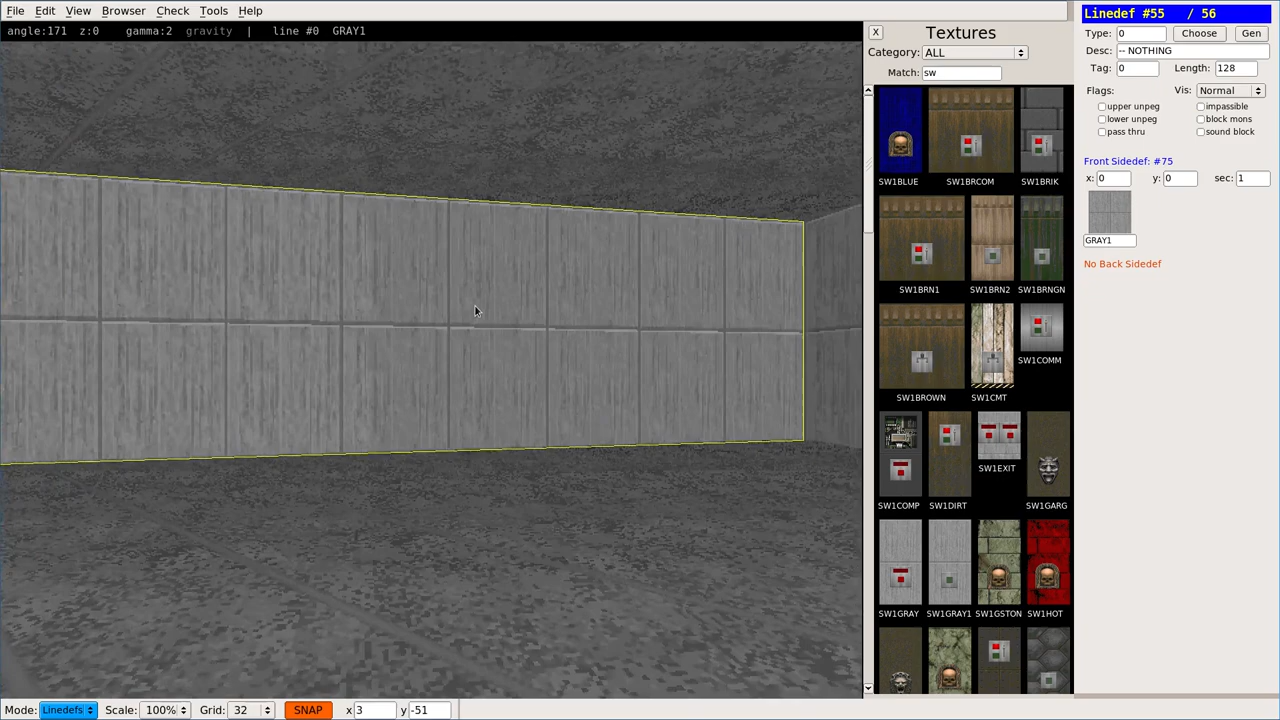 File Edit View Browser Check Tools Help
angle:171 z:0 gamma:2 gravity | line #0 GRAY1
X Textures
Category: ALL
Match: sw
SW1BLUE SW1BRCOM SW1BRIK
SW1BRN1 SW1BRN2 SW1BRNGN
SW1BROWN SW1CMT SW1COMM
SW1COMP SW1DIRT SW1EXIT SW1GARG
SW1GRAY SW1GRAY1 SW1GSTON SW1HOT
Linedef #55 / 56
Type: 0 Choose Gen
Desc: -- NOTHING
Tag: 0 Length: 128
Flags: Vis: Normal
upper unpeg impassible
lower unpeg block mons
pass thru sound block
Front Sidedef: #75
x: 0 y: 0 sec: 1
GRAY1
No Back Sidedef
Mode: Linedefs Scale: 100% Grid: 32 SNAP x 3 y -51